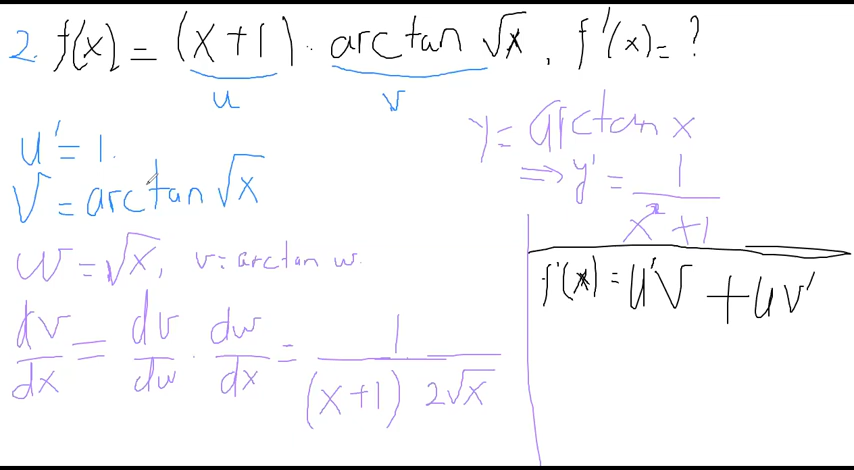 2. f(x) = (x+1) · arctan √x , f'(x) = ?
u v
u' = 1.
v = arctan √x
w = √x, v = arctan w.
dv/dx = dv/dw · dw/dx = 1/((x+1) 2√x)
y = arctan x
⇒ y' = 1/(x²+1)
f'(x) = u'v + uv'